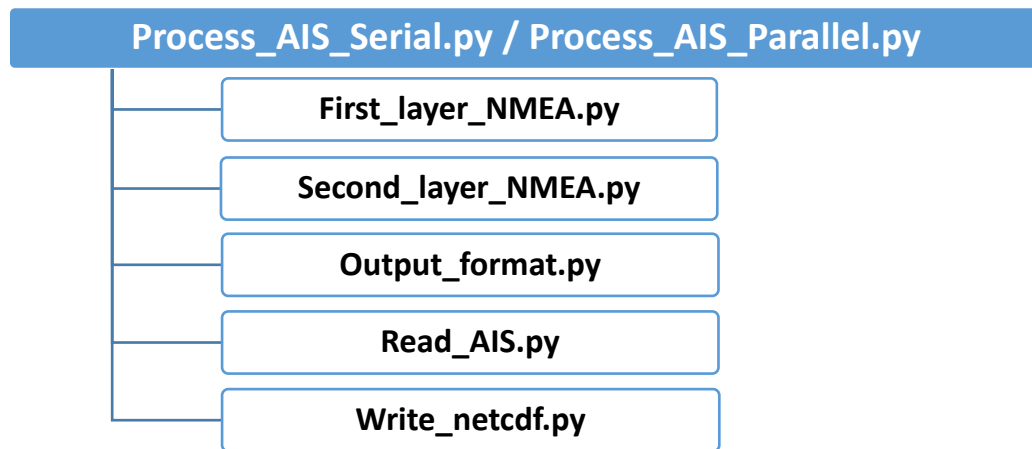 Process_AIS_Serial.py / Process_AIS_Parallel.py
First_layer_NMEA.py
Second_layer_NMEA.py
Output_format.py
Read_AIS.py
Write_netcdf.py